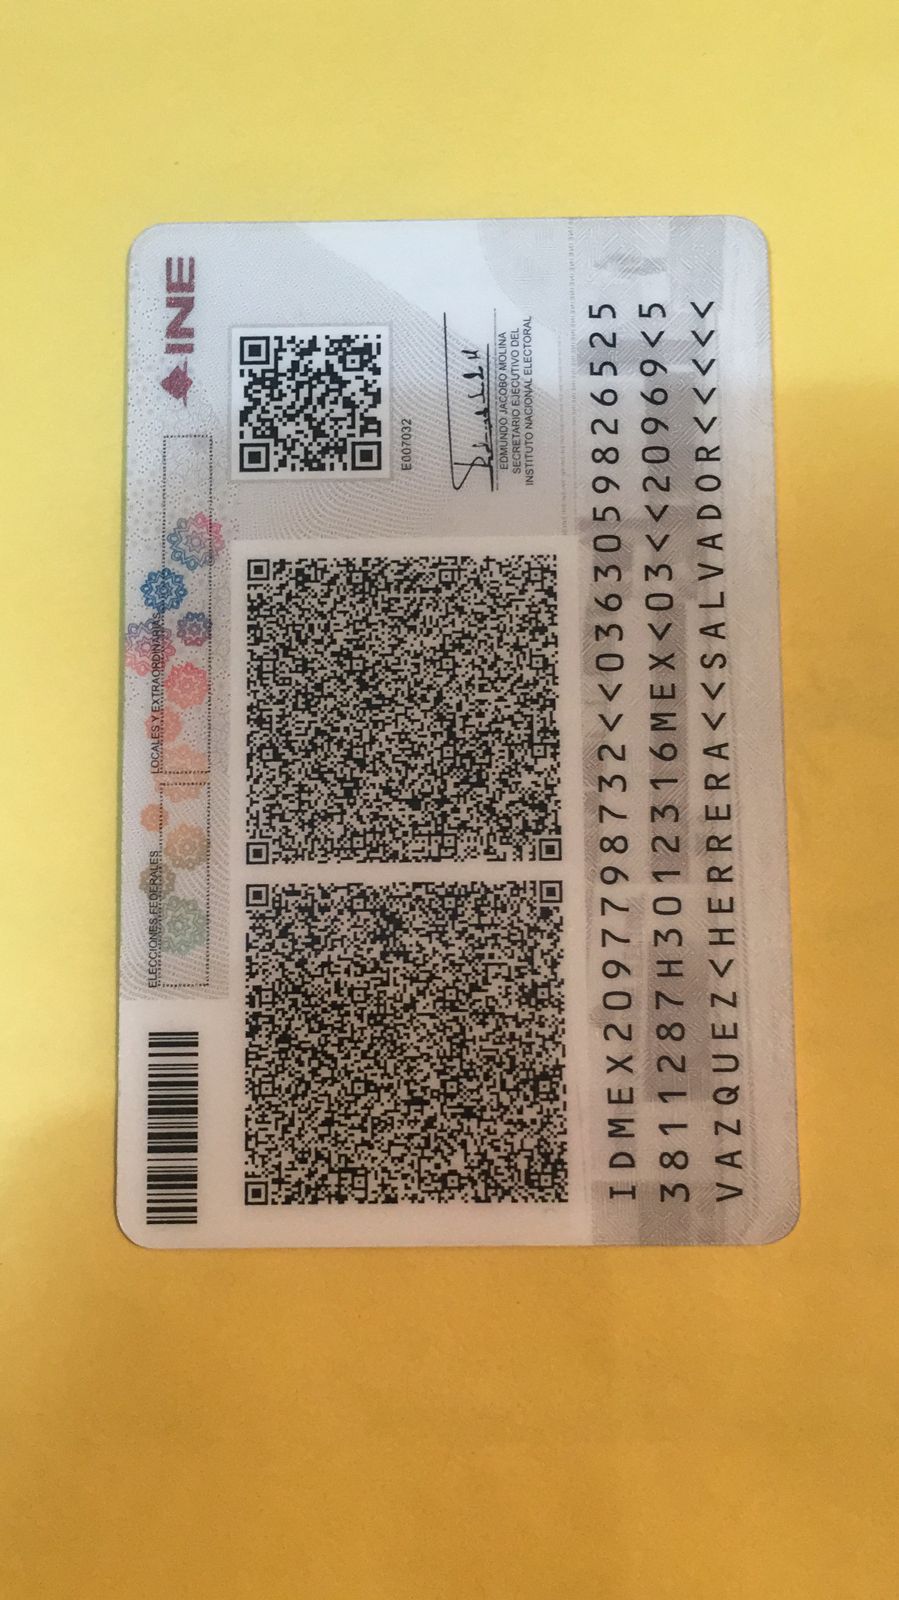 ELECCIONES FEDERALES
LOCALES Y EXTRAORDINARIAS
INE
E007032
EDMUNDO JACOBO MOLINA
SECRETARIO EJECUTIVO DEL
INSTITUTO NACIONAL ELECTORAL
IDMEX2097798732<<0363059826525
3811287H3012316MEX<03<<20969<5
VAZQUEZ<HERRERA<<SALVADOR<<<<<